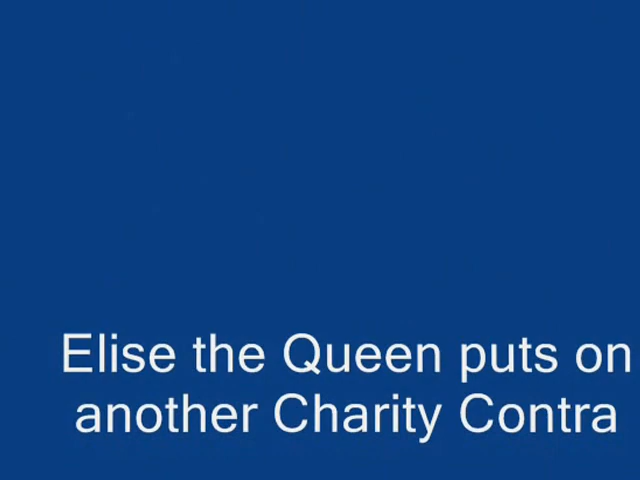 Elise the Queen puts on
another Charity Contra